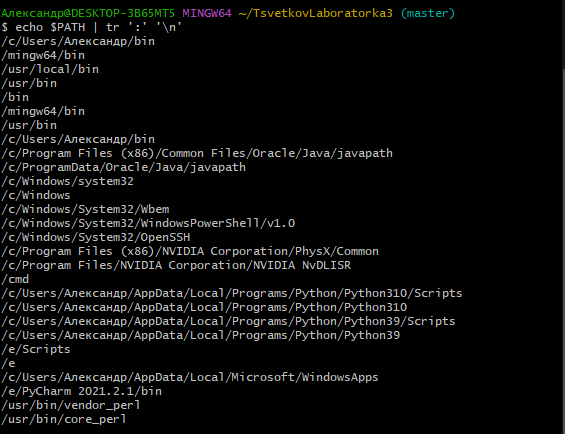 Александр@DESKTOP-3B65MT5 MINGW64 ~/TsvetkovLaboratorka3 (master)
$ echo $PATH | tr ':' '\n'
/c/Users/Александр/bin
/mingw64/bin
/usr/local/bin
/usr/bin
/bin
/mingw64/bin
/usr/bin
/c/Users/Александр/bin
/c/Program Files (x86)/Common Files/Oracle/Java/javapath
/c/ProgramData/Oracle/Java/javapath
/c/Windows/system32
/c/Windows
/c/Windows/System32/Wbem
/c/Windows/System32/WindowsPowerShell/v1.0
/c/Windows/System32/OpenSSH
/c/Program Files (x86)/NVIDIA Corporation/PhysX/Common
/c/Program Files/NVIDIA Corporation/NVIDIA NvDLISR
/cmd
/c/Users/Александр/AppData/Local/Programs/Python/Python310/Scripts
/c/Users/Александр/AppData/Local/Programs/Python/Python310
/c/Users/Александр/AppData/Local/Programs/Python/Python39/Scripts
/c/Users/Александр/AppData/Local/Programs/Python/Python39
/e/Scripts
/e
/c/Users/Александр/AppData/Local/Microsoft/WindowsApps
/e/PyCharm 2021.2.1/bin
/usr/bin/vendor_perl
/usr/bin/core_perl